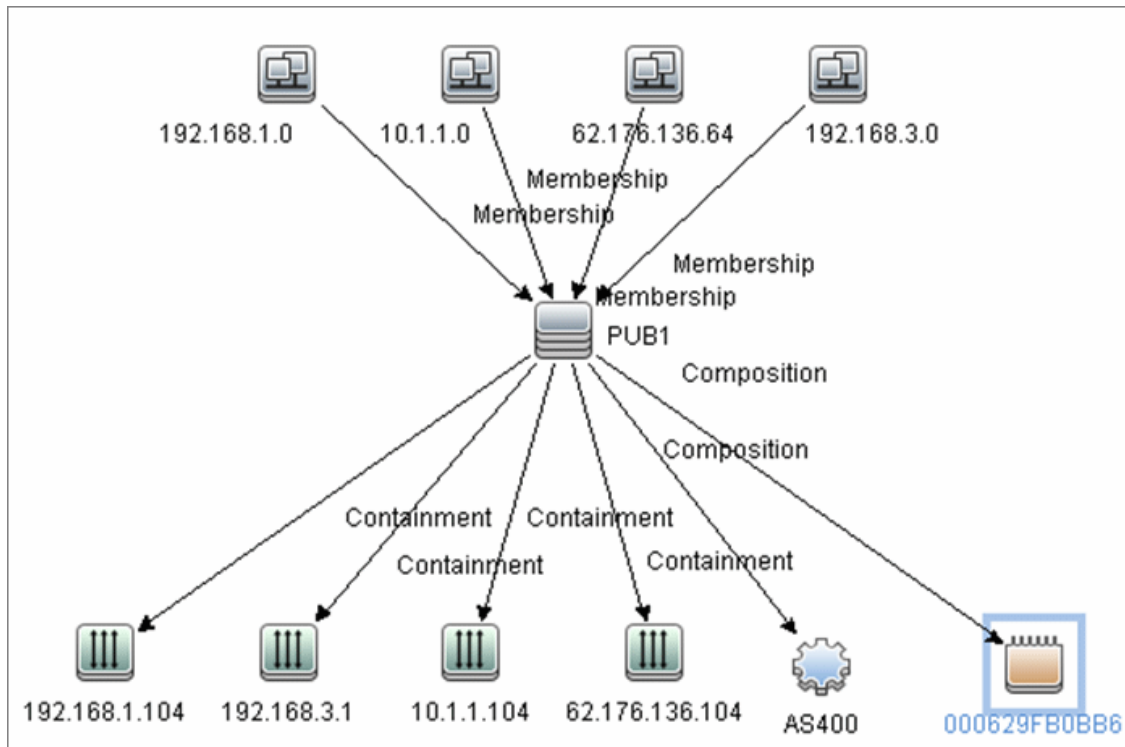 192.168.1.0
10.1.1.0
62.176.136.64
192.168.3.0
Membership
Membership
Membership
Membership
PUB1
Composition
Composition
Containment
Containment
Containment
Containment
192.168.1.104
192.168.3.1
10.1.1.104
62.176.136.104
AS400
000629FB0BB6